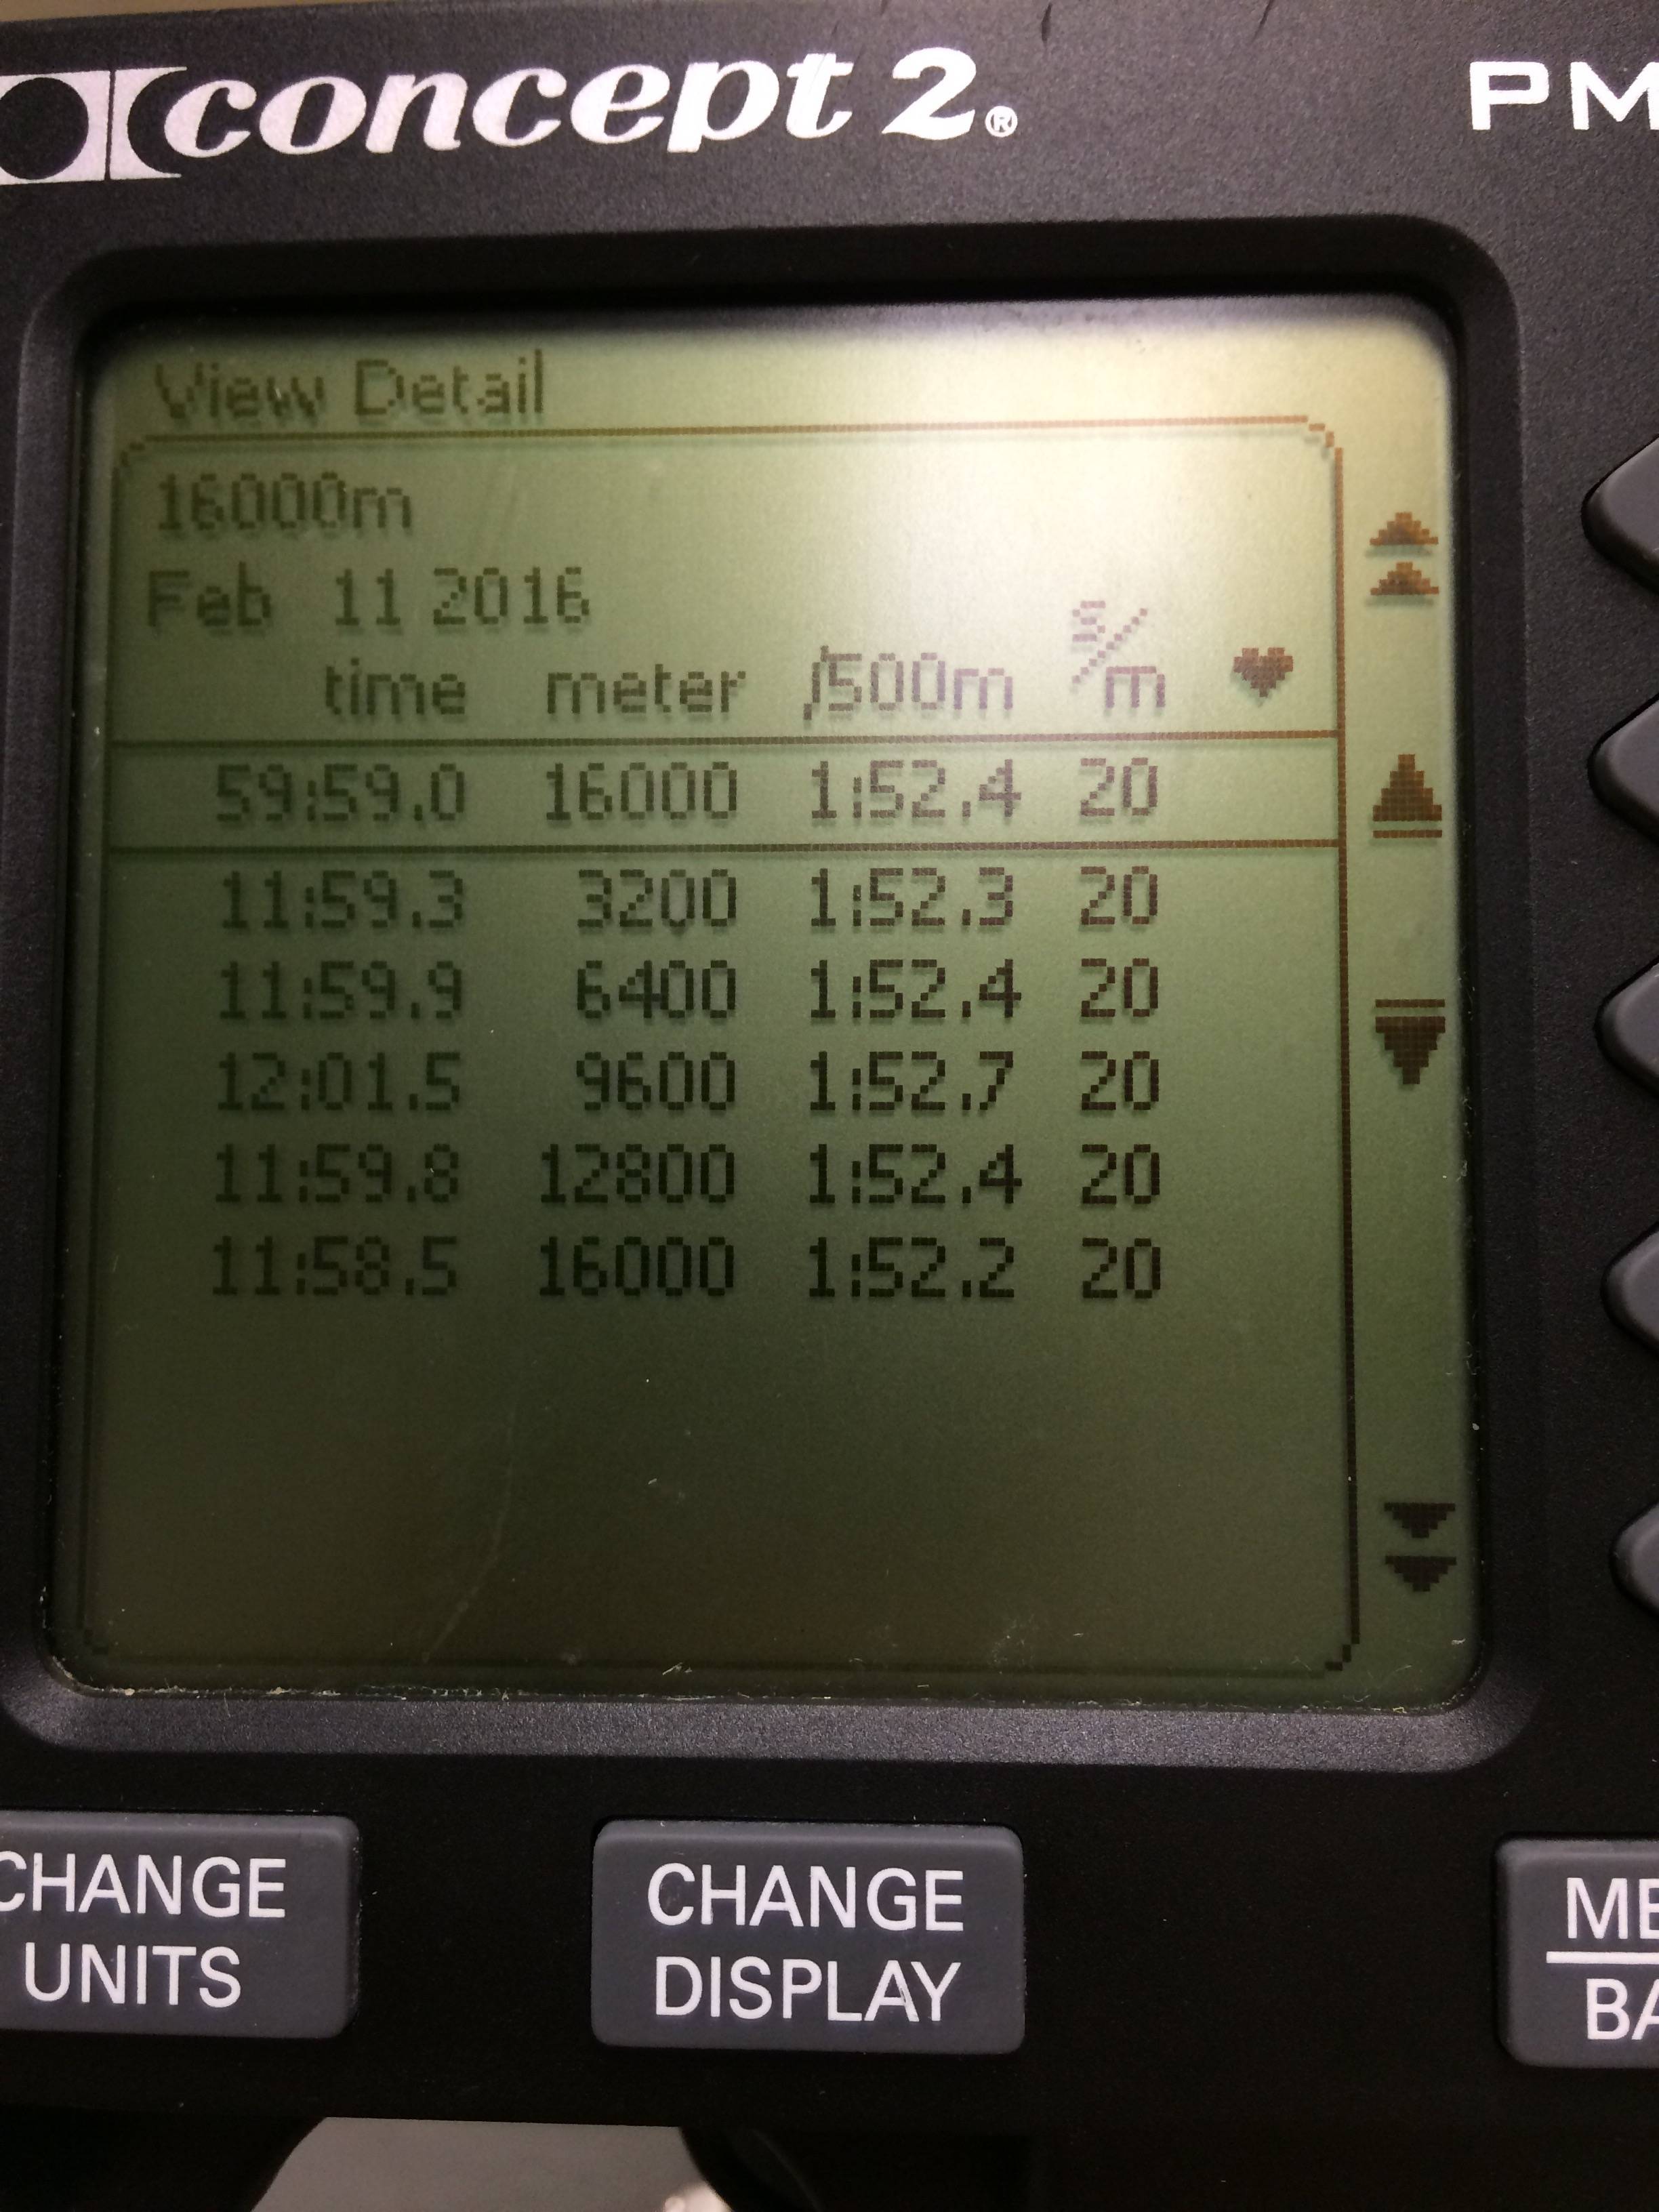 concept 2® PM
View Detail
16000m
Feb 11 2016
time meter /500m s/m
59:59.0 16000 1:52.4 20
11:59.3 3200 1:52.3 20
11:59.9 6400 1:52.4 20
12:01.5 9600 1:52.7 20
11:59.8 12800 1:52.4 20
11:58.5 16000 1:52.2 20
CHANGE UNITS
CHANGE DISPLAY
ME
BA